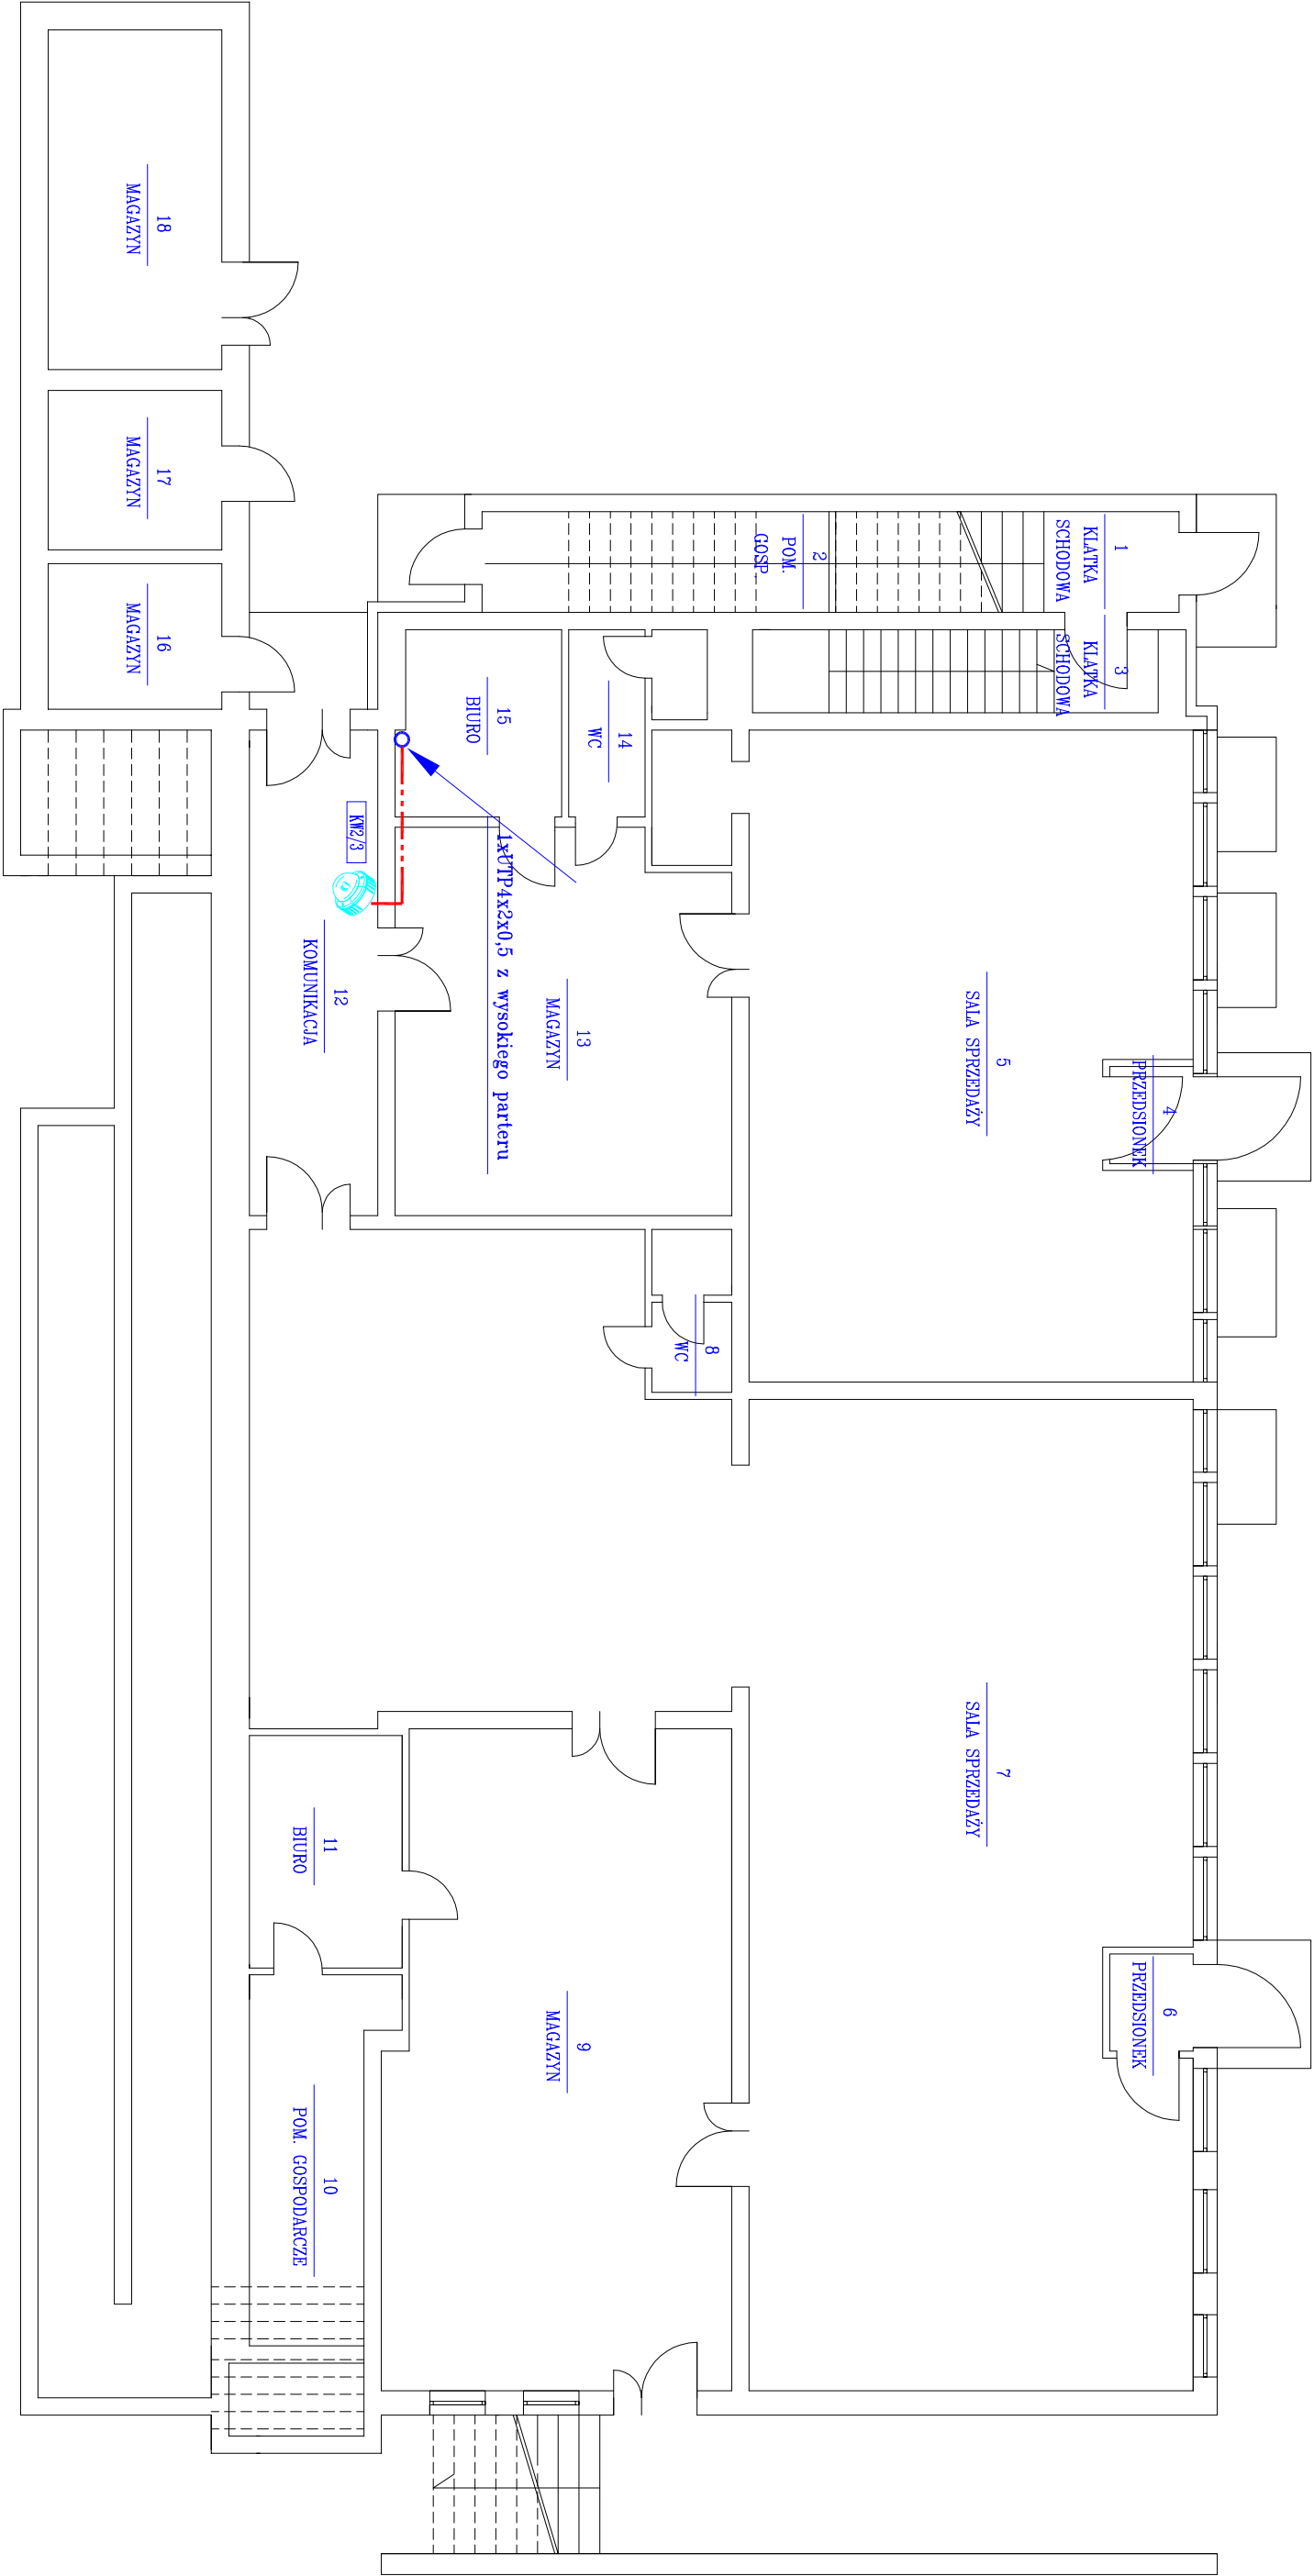 1
KLATKA
SCHODOWA
2
POM.
GOSP.
3
KLATKA
SCHODOWA
4
PRZEDSIONEK
5
SALA SPRZEDAŻY
6
PRZEDSIONEK
7
SALA SPRZEDAŻY
8
WC
9
MAGAZYN
10
POM. GOSPODARCZE
11
BIURO
12
KOMUNIKACJA
13
MAGAZYN
14
WC
15
BIURO
16
MAGAZYN
17
MAGAZYN
18
MAGAZYN
1xUTP4x2x0,5 z wysokiego parteru
KW2/3